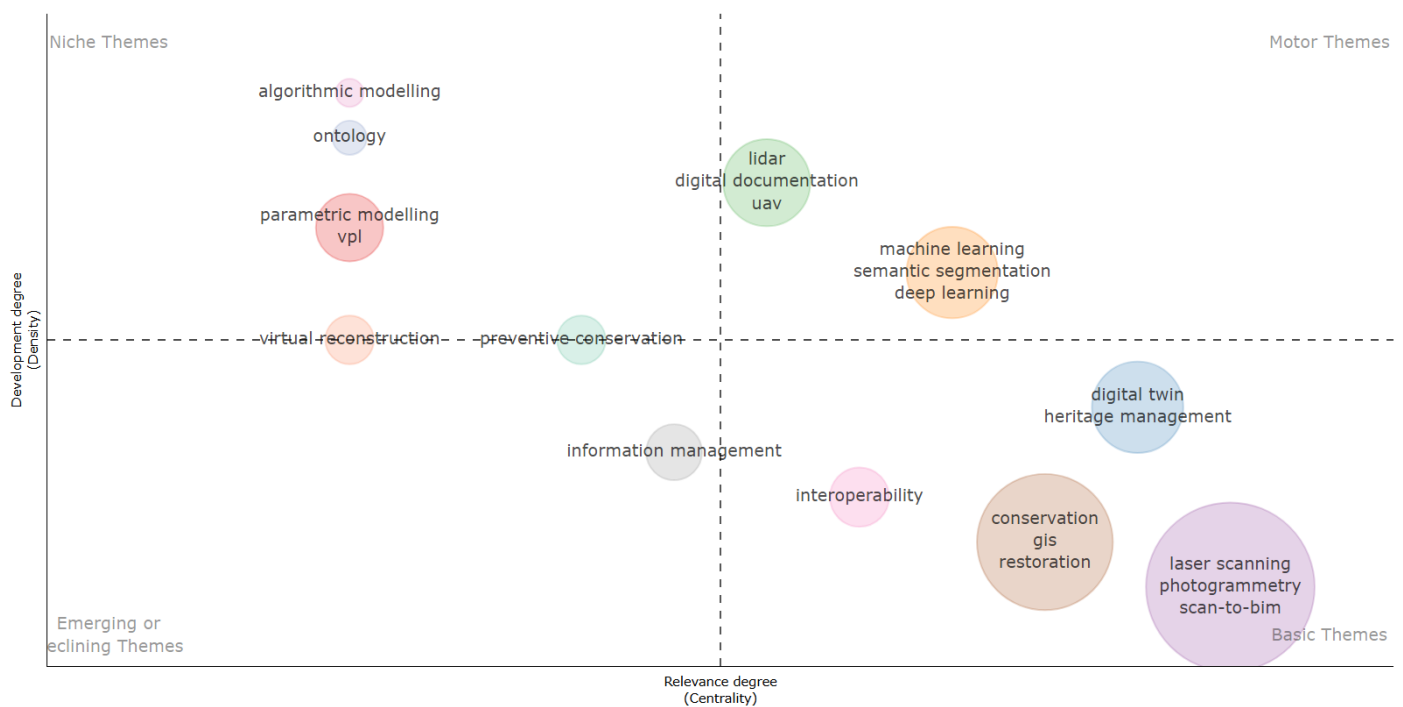 Niche Themes
Motor Themes
algorithmic modelling
ontology
lidar
digital documentation
uav
parametric modelling
vpl
machine learning
semantic segmentation
deep learning
virtual reconstruction
preventive conservation
Development degree
(Density)
digital twin
heritage management
information management
interoperability
conservation
gis
restoration
laser scanning
photogrammetry
scan-to-bim
Emerging or
eclining Themes
Basic Themes
Relevance degree
(Centrality)